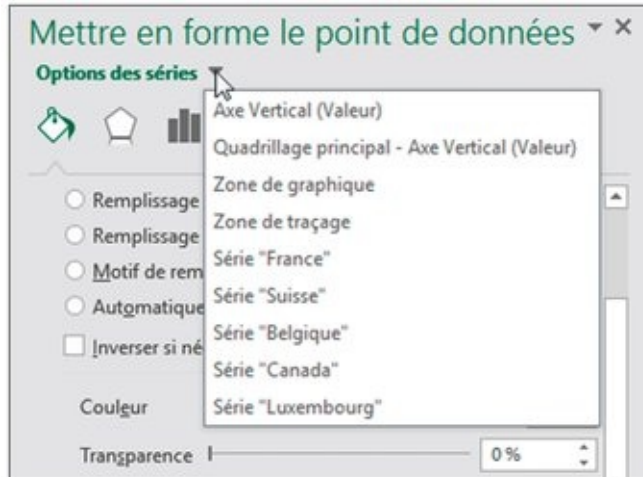 Mettre en forme le point de données
Options des séries
Axe Vertical (Valeur)
Quadrillage principal - Axe Vertical (Valeur)
Zone de graphique
Zone de traçage
Série "France"
Série "Suisse"
Série "Belgique"
Série "Canada"
Série "Luxembourg"
Remplissage
Remplissage
Motif de rem
Automatique
Inverser si né
Couleur
Transparence
0 %